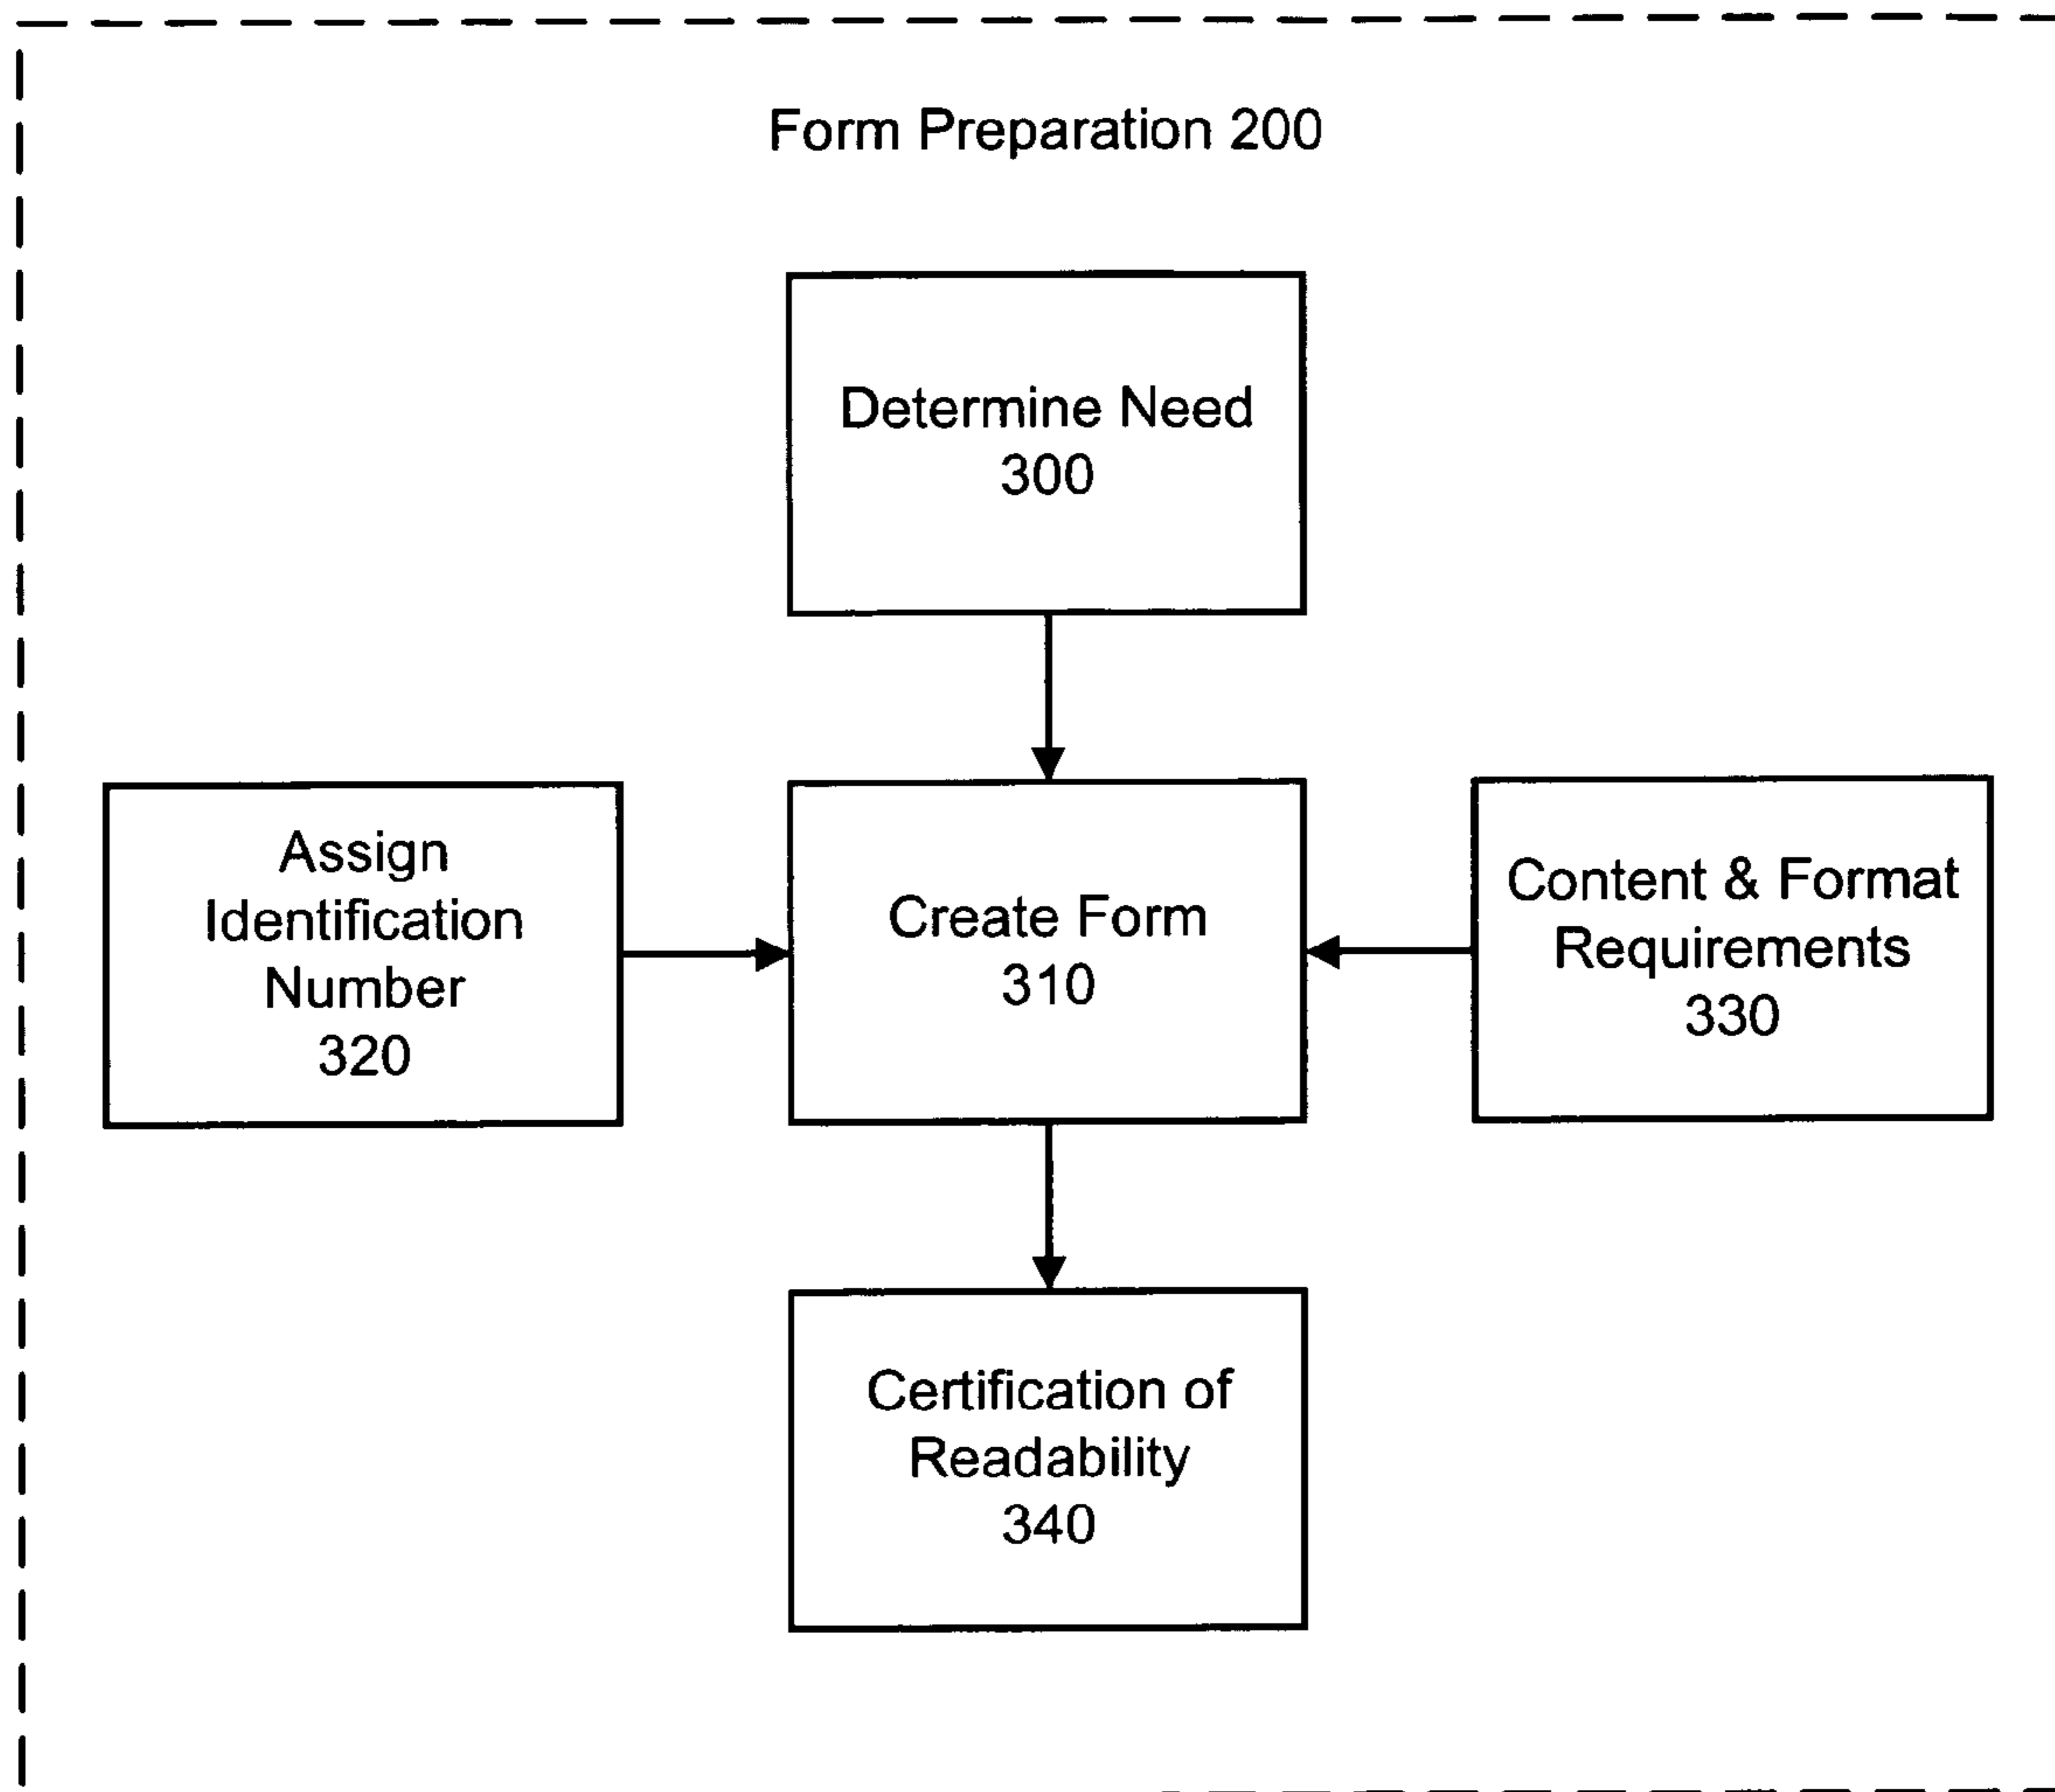 Form Preparation 200
Determine Need
300
Assign
Identification
Number
320
Create Form
310
Content & Format
Requirements
330
Certification of
Readability
340